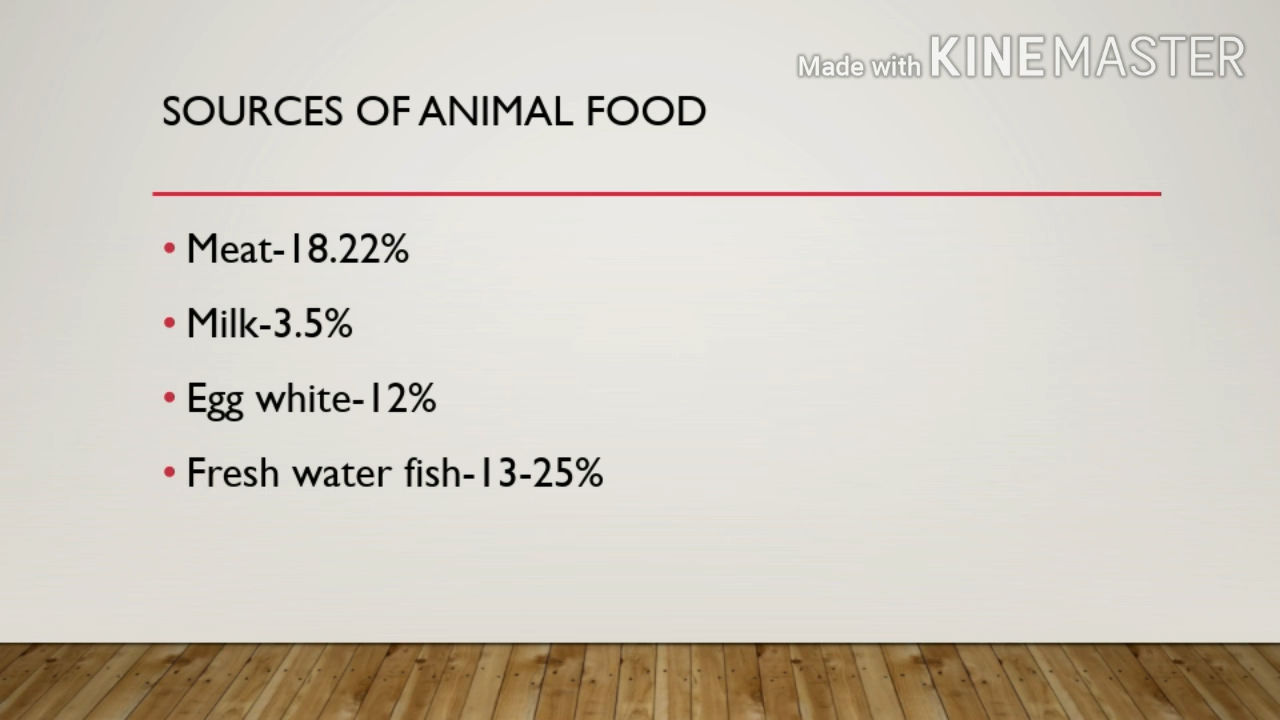 Made with KINEMASTER
SOURCES OF ANIMAL FOOD
• Meat-18.22%
• Milk-3.5%
• Egg white-12%
• Fresh water fish-13-25%